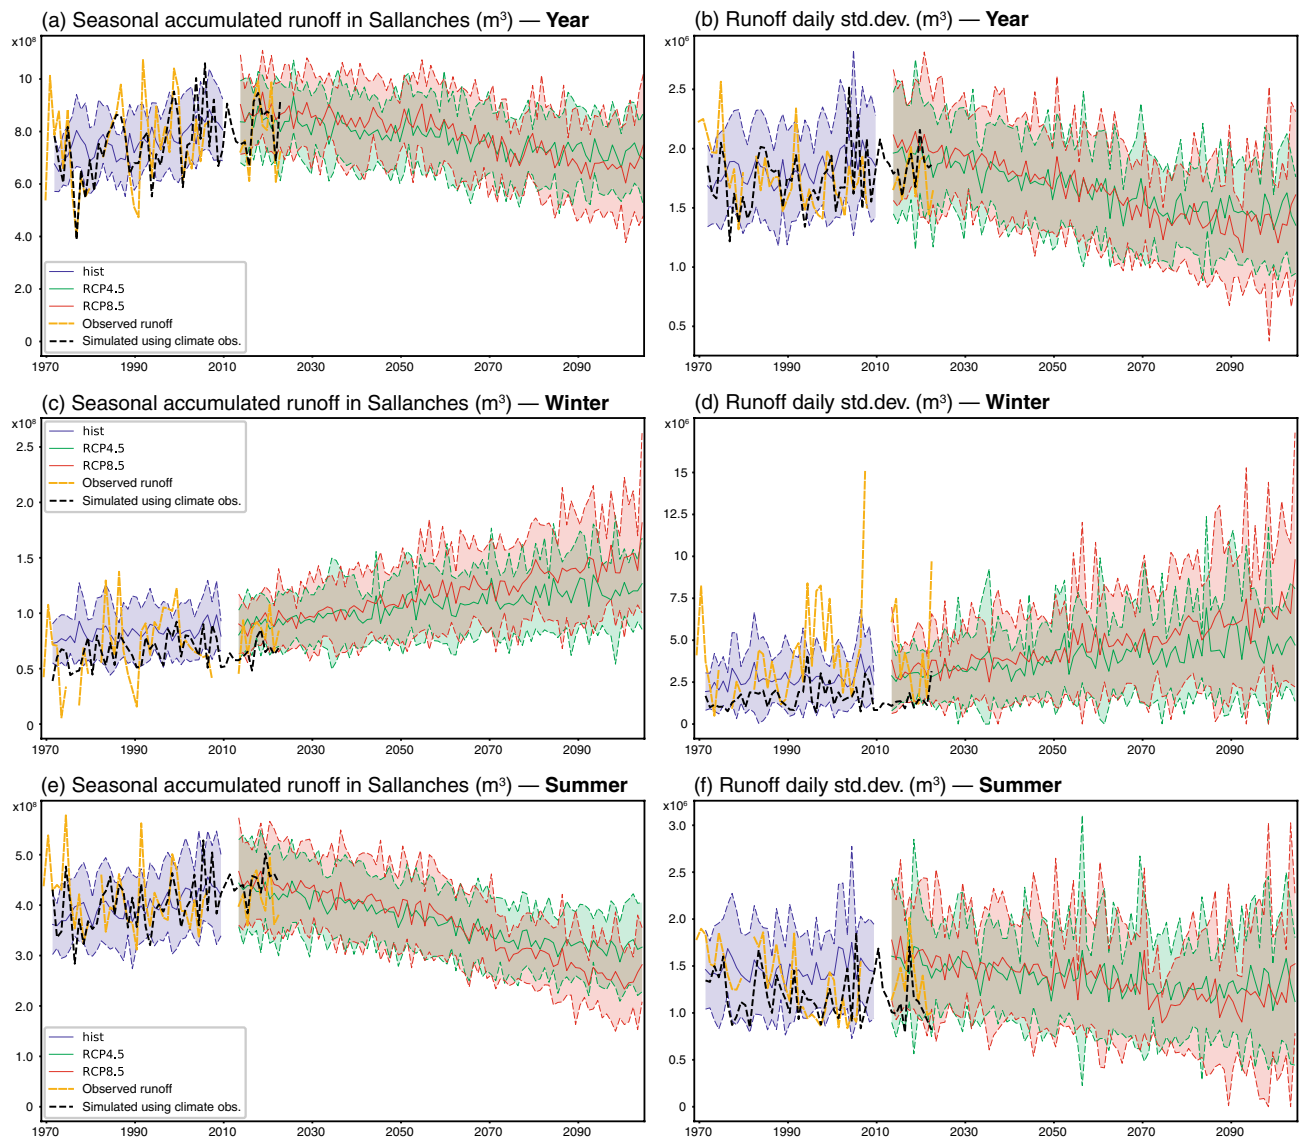 (a) Seasonal accumulated runoff in Sallanches (m³) — Year
x10⁸
10
8.0
6.0
4.0
2.0
0
hist
RCP4.5
RCP8.5
Observed runoff
Simulated using climate obs.
1970 1990 2010 2030 2050 2070 2090
(b) Runoff daily std.dev. (m³) — Year
x10⁶
2.5
2.0
1.5
1.0
0.5
1970 1990 2010 2030 2050 2070 2090
(c) Seasonal accumulated runoff in Sallanches (m³) — Winter
x10⁸
hist
RCP4.5
RCP8.5
Observed runoff
Simulated using climate obs.
2.5
2.0
1.5
1.0
0.5
0
1970 1990 2010 2030 2050 2070 2090
(d) Runoff daily std.dev. (m³) — Winter
x10⁶
15
12.5
10
7.5
5.0
2.5
0
1970 1990 2010 2030 2050 2070 2090
(e) Seasonal accumulated runoff in Sallanches (m³) — Summer
x10⁸
5.0
4.0
3.0
2.0
1.0
0
hist
RCP4.5
RCP8.5
Observed runoff
Simulated using climate obs.
1970 1990 2010 2030 2050 2070 2090
(f) Runoff daily std.dev. (m³) — Summer
x10⁶
3.0
2.5
2.0
1.5
1.0
0.5
0
1970 1990 2010 2030 2050 2070 2090